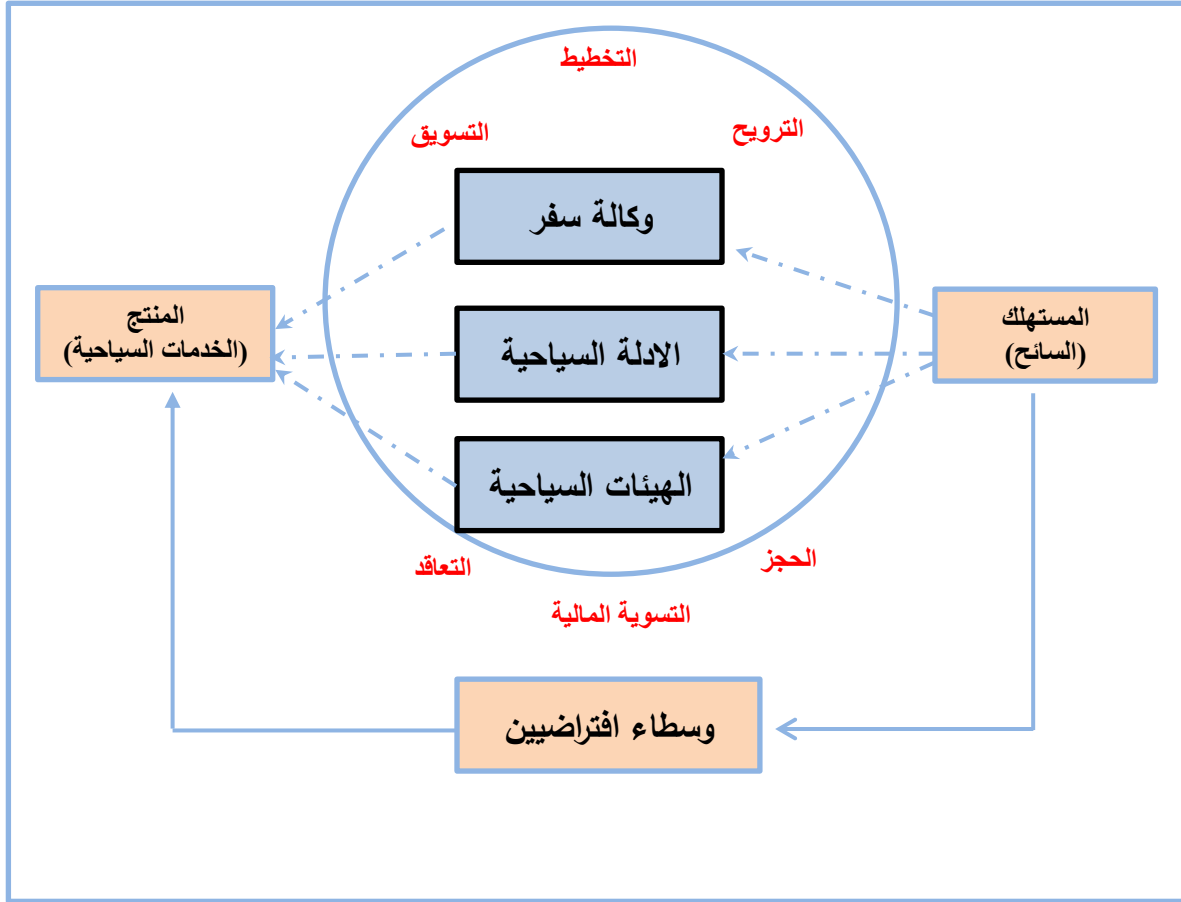 التخطيط
الترويح
التسويق
وكالة سفر
المستهلك
(السائح)
الادلة السياحية
المنتج
(الخدمات السياحية)
الهيئات السياحية
الحجز
التعاقد
التسوية المالية
وسطاء افتراضيين